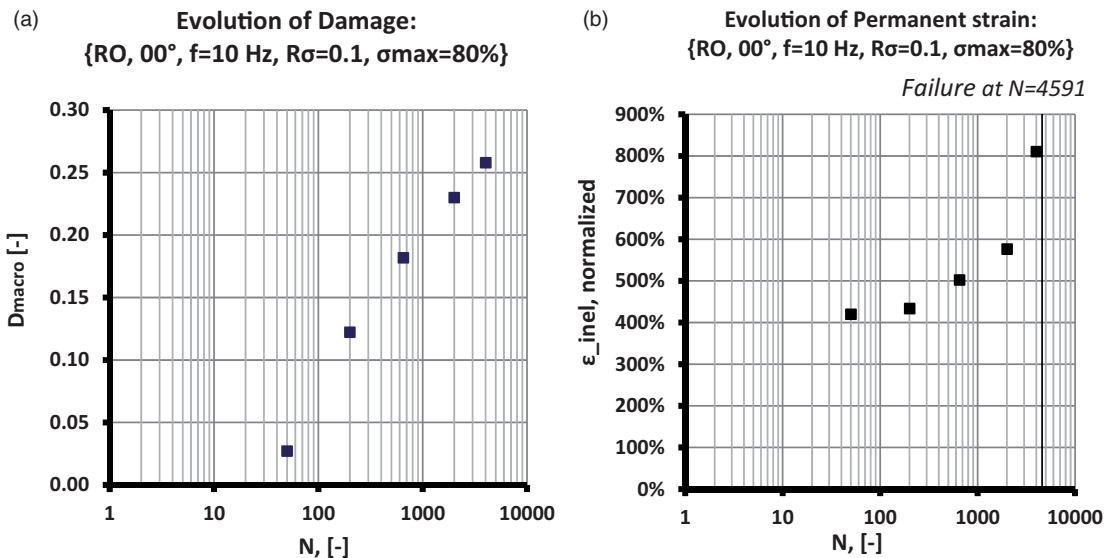 (a)
Evolution of Damage:
{RO, 00°, f=10 Hz, Rσ=0.1, σmax=80%}
0.30
0.25
0.20
0.15
0.10
0.05
0.00
Dmacro [-]
1 10 100 1000 10000
N, [-]
(b)
Evolution of Permanent strain:
{RO, 00°, f=10 Hz, Rσ=0.1, σmax=80%}
Failure at N=4591
900%
800%
700%
600%
500%
400%
300%
200%
100%
0%
ε_inel, normalized
1 10 100 1000 10000
N, [-]